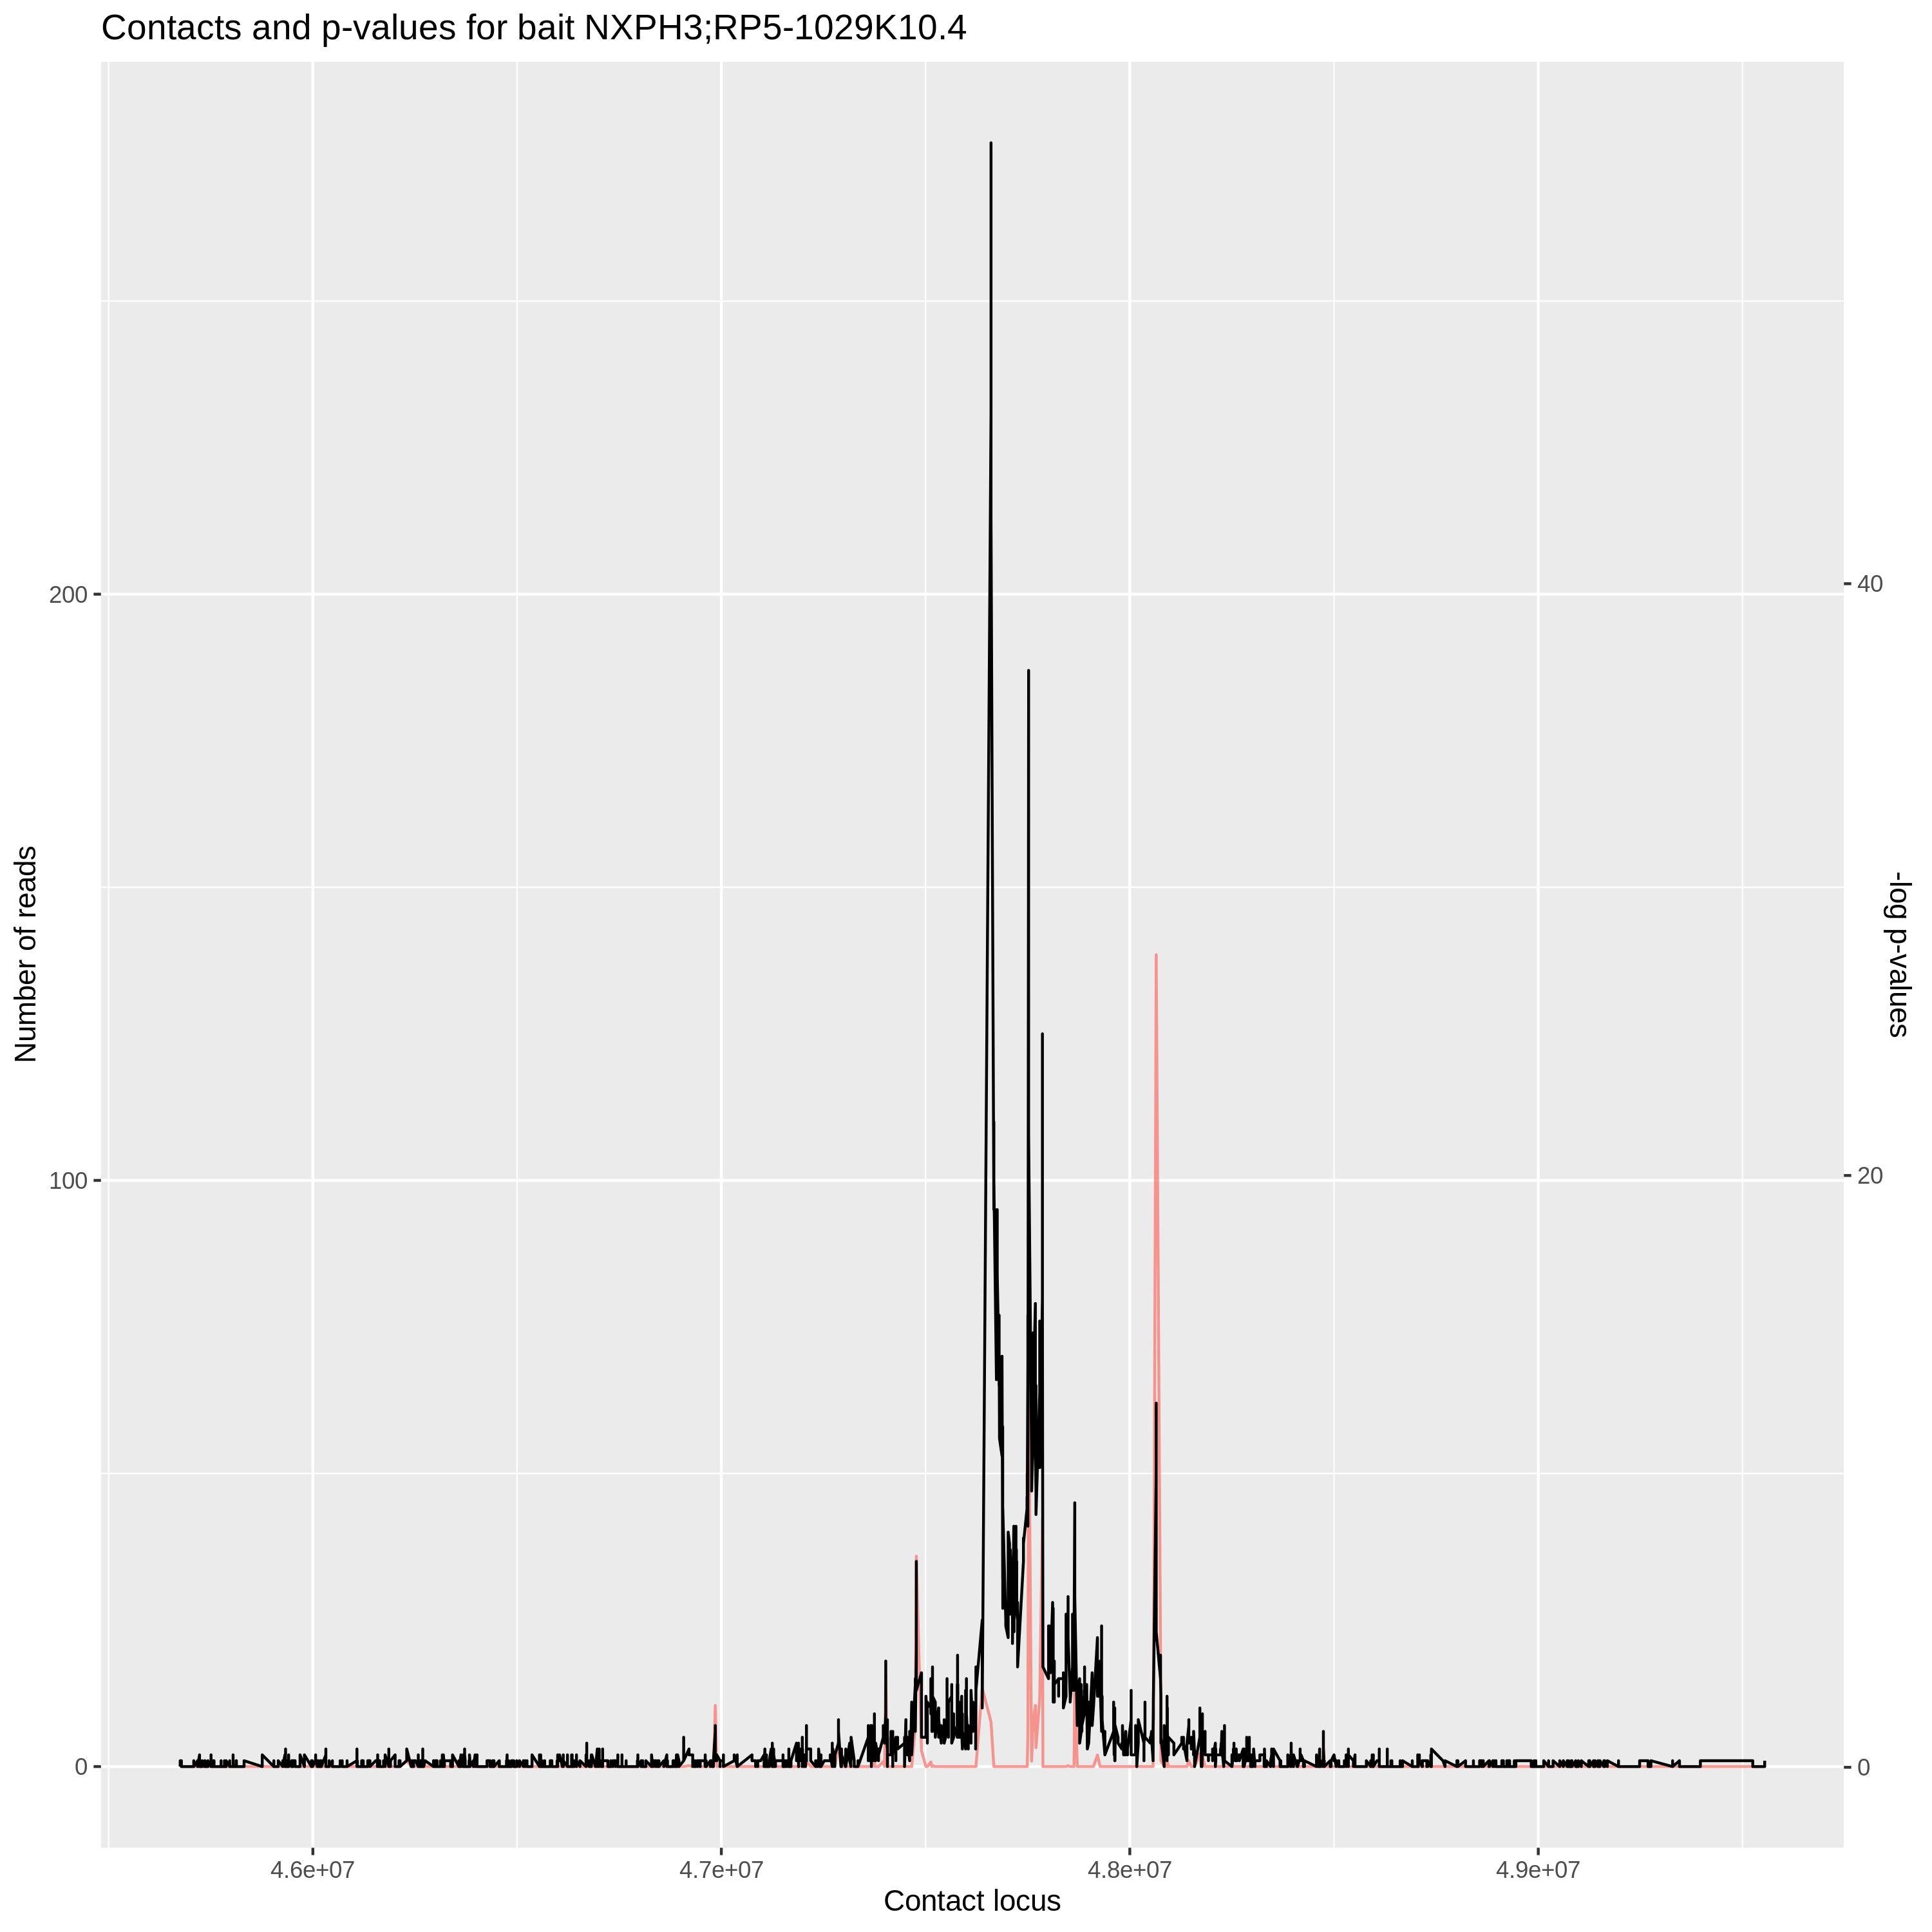 Contacts and p-values for bait NXPH3;RP5-1029K10.4
Number of reads
200
100
0
40
20
0
-log p-values
4.6e+07 4.7e+07 4.8e+07 4.9e+07
Contact locus